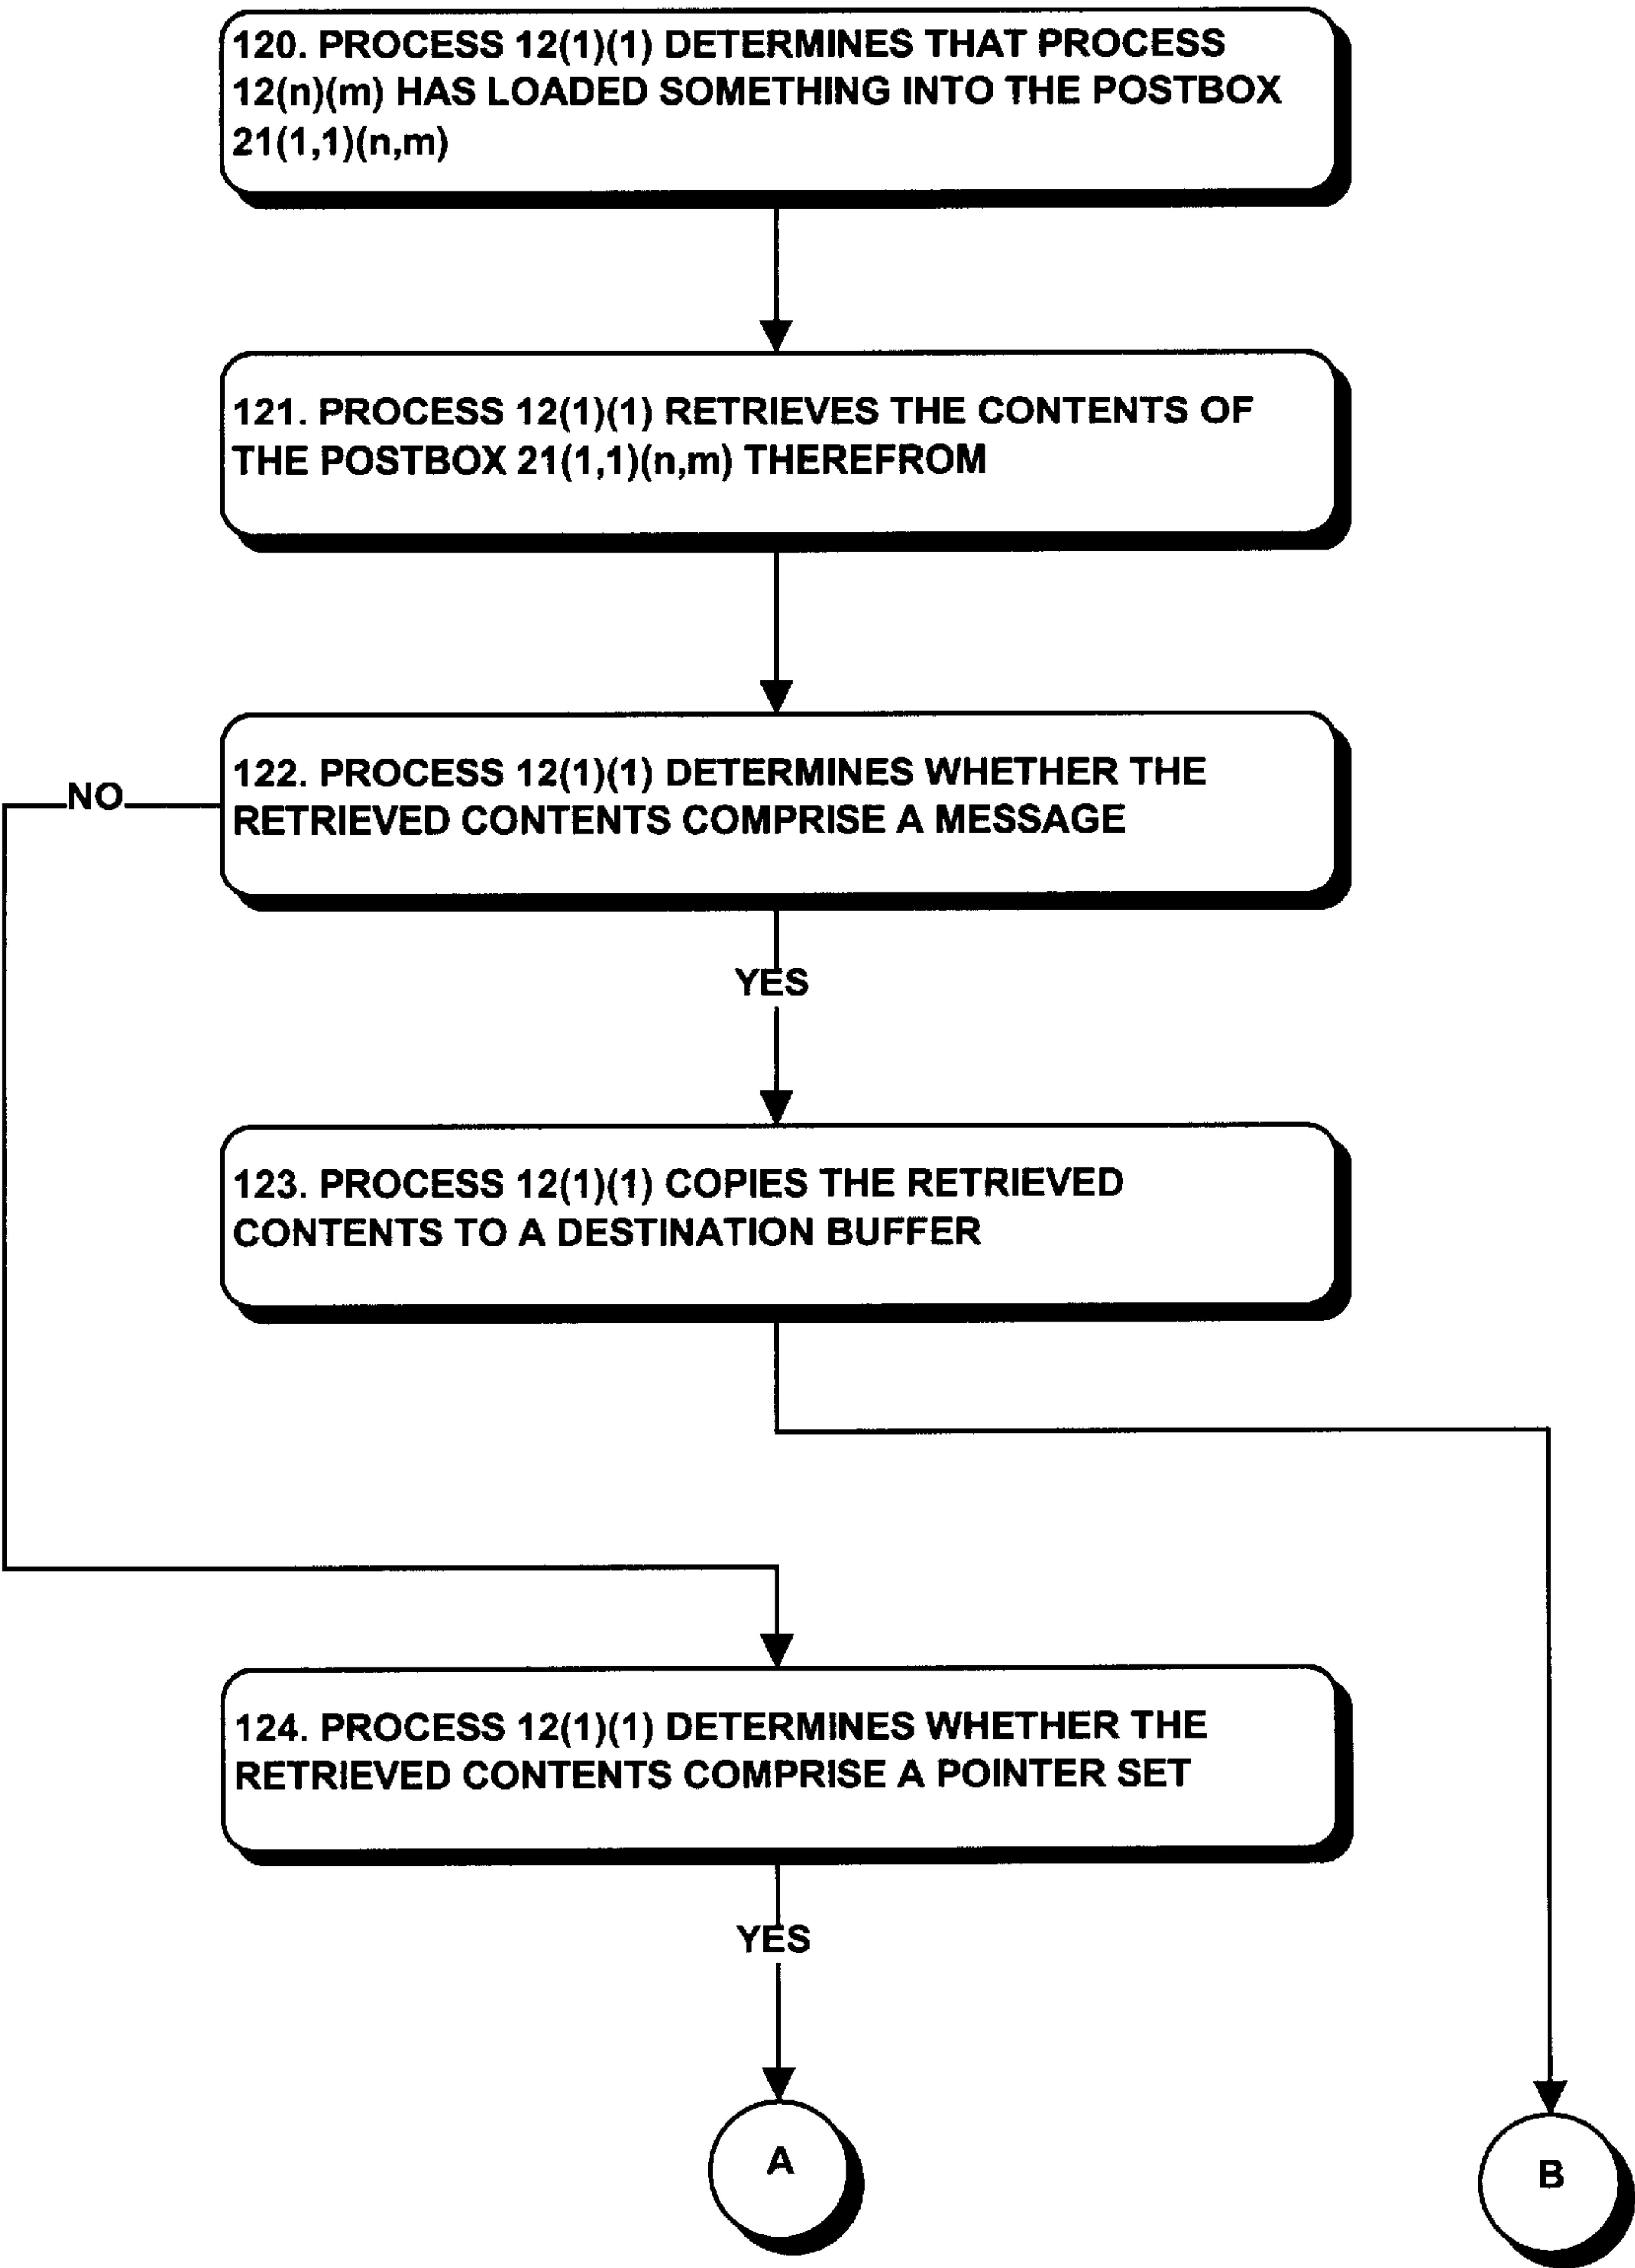 120. PROCESS 12(1)(1) DETERMINES THAT PROCESS
12(n)(m) HAS LOADED SOMETHING INTO THE POSTBOX
21(1,1)(n,m)
121. PROCESS 12(1)(1) RETRIEVES THE CONTENTS OF
THE POSTBOX 21(1,1)(n,m) THEREFROM
122. PROCESS 12(1)(1) DETERMINES WHETHER THE
RETRIEVED CONTENTS COMPRISE A MESSAGE
NO
YES
123. PROCESS 12(1)(1) COPIES THE RETRIEVED
CONTENTS TO A DESTINATION BUFFER
124. PROCESS 12(1)(1) DETERMINES WHETHER THE
RETRIEVED CONTENTS COMPRISE A POINTER SET
YES
A
B